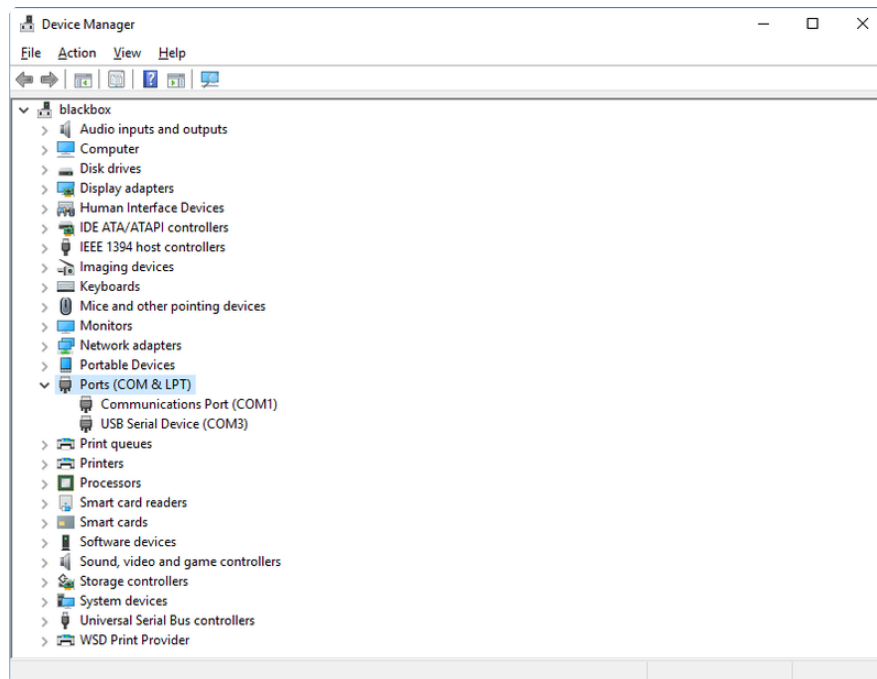 Device Manager
File Action View Help
blackbox
Audio inputs and outputs
Computer
Disk drives
Display adapters
Human Interface Devices
IDE ATA/ATAPI controllers
IEEE 1394 host controllers
Imaging devices
Keyboards
Mice and other pointing devices
Monitors
Network adapters
Portable Devices
Ports (COM & LPT)
Communications Port (COM1)
USB Serial Device (COM3)
Print queues
Printers
Processors
Smart card readers
Smart cards
Software devices
Sound, video and game controllers
Storage controllers
System devices
Universal Serial Bus controllers
WSD Print Provider